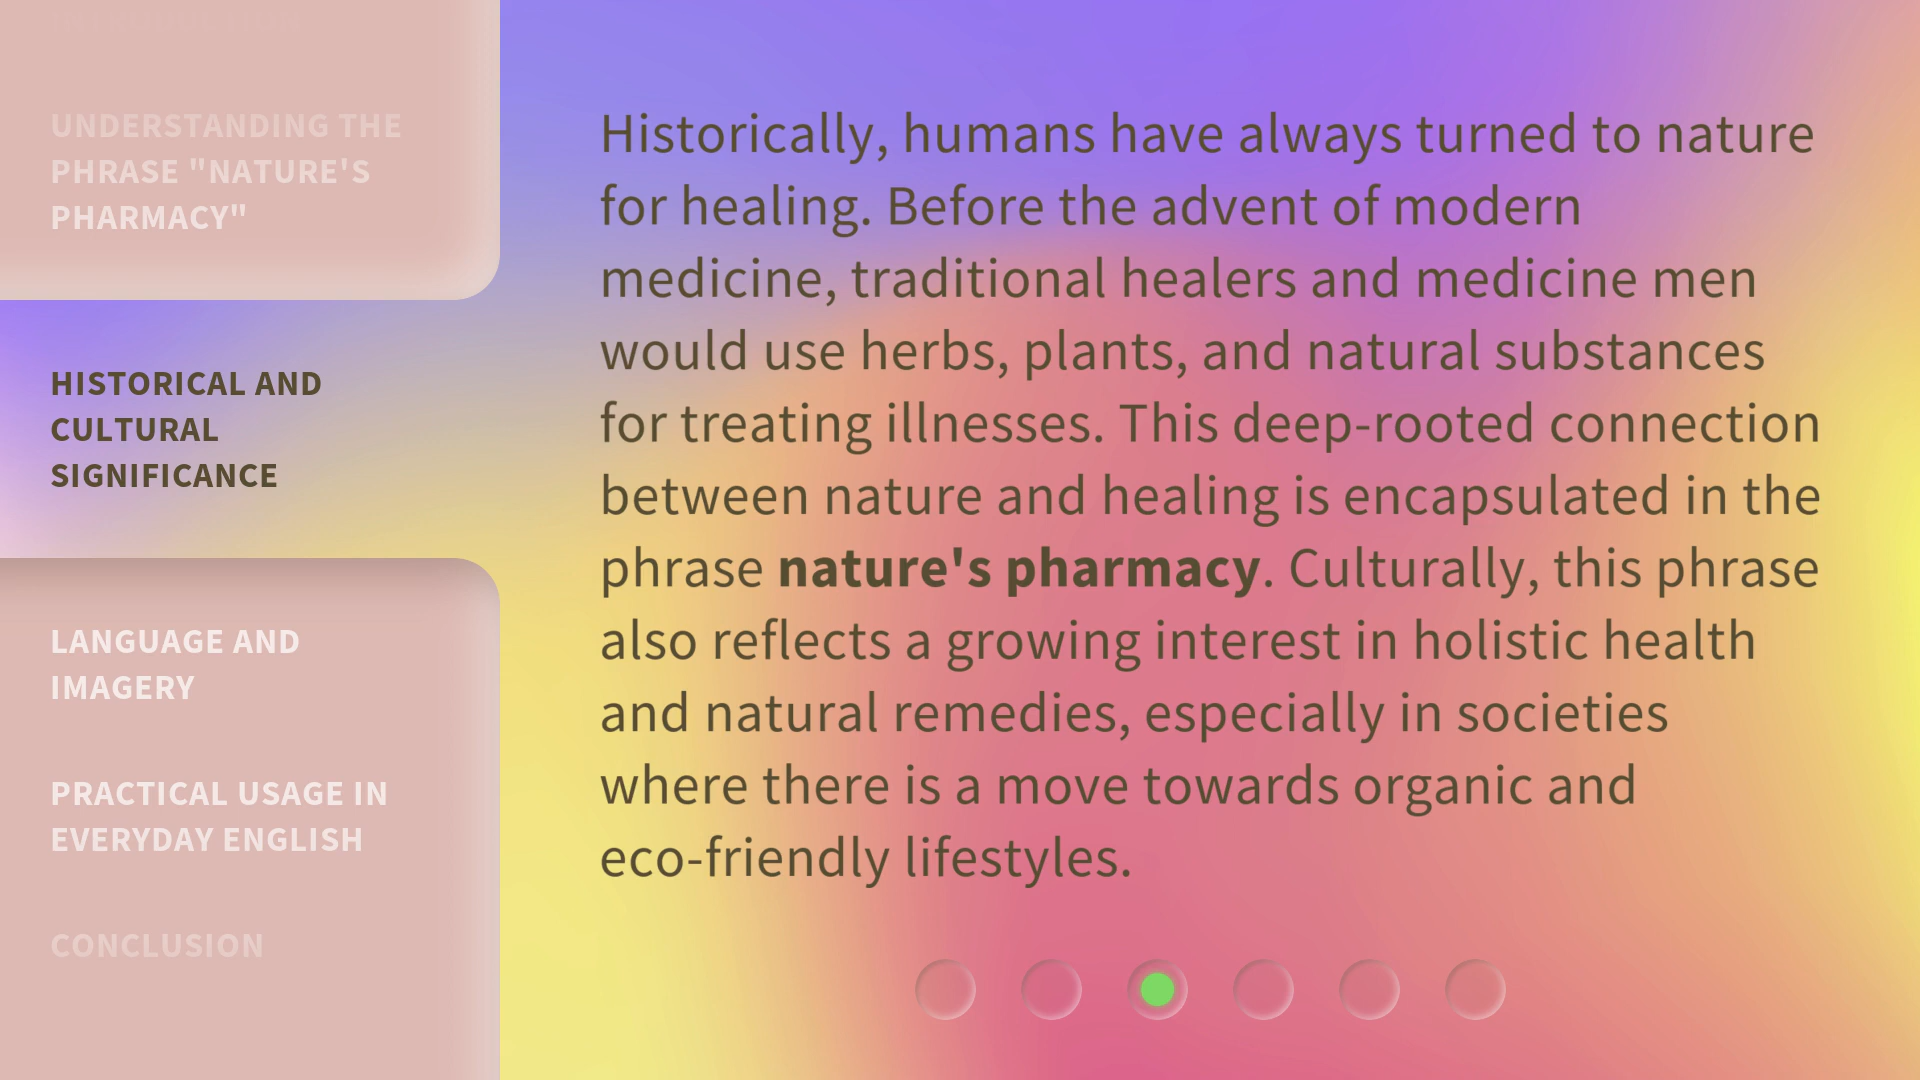 UNDERSTANDING THE
PHRASE "NATURE'S
PHARMACY"
HISTORICAL AND
CULTURAL
SIGNIFICANCE
LANGUAGE AND
IMAGERY
PRACTICAL USAGE IN
EVERYDAY ENGLISH
CONCLUSION
Historically, humans have always turned to nature
for healing. Before the advent of modern
medicine, traditional healers and medicine men
would use herbs, plants, and natural substances
for treating illnesses. This deep-rooted connection
between nature and healing is encapsulated in the
phrase nature's pharmacy. Culturally, this phrase
also reflects a growing interest in holistic health
and natural remedies, especially in societies
where there is a move towards organic and
eco-friendly lifestyles.